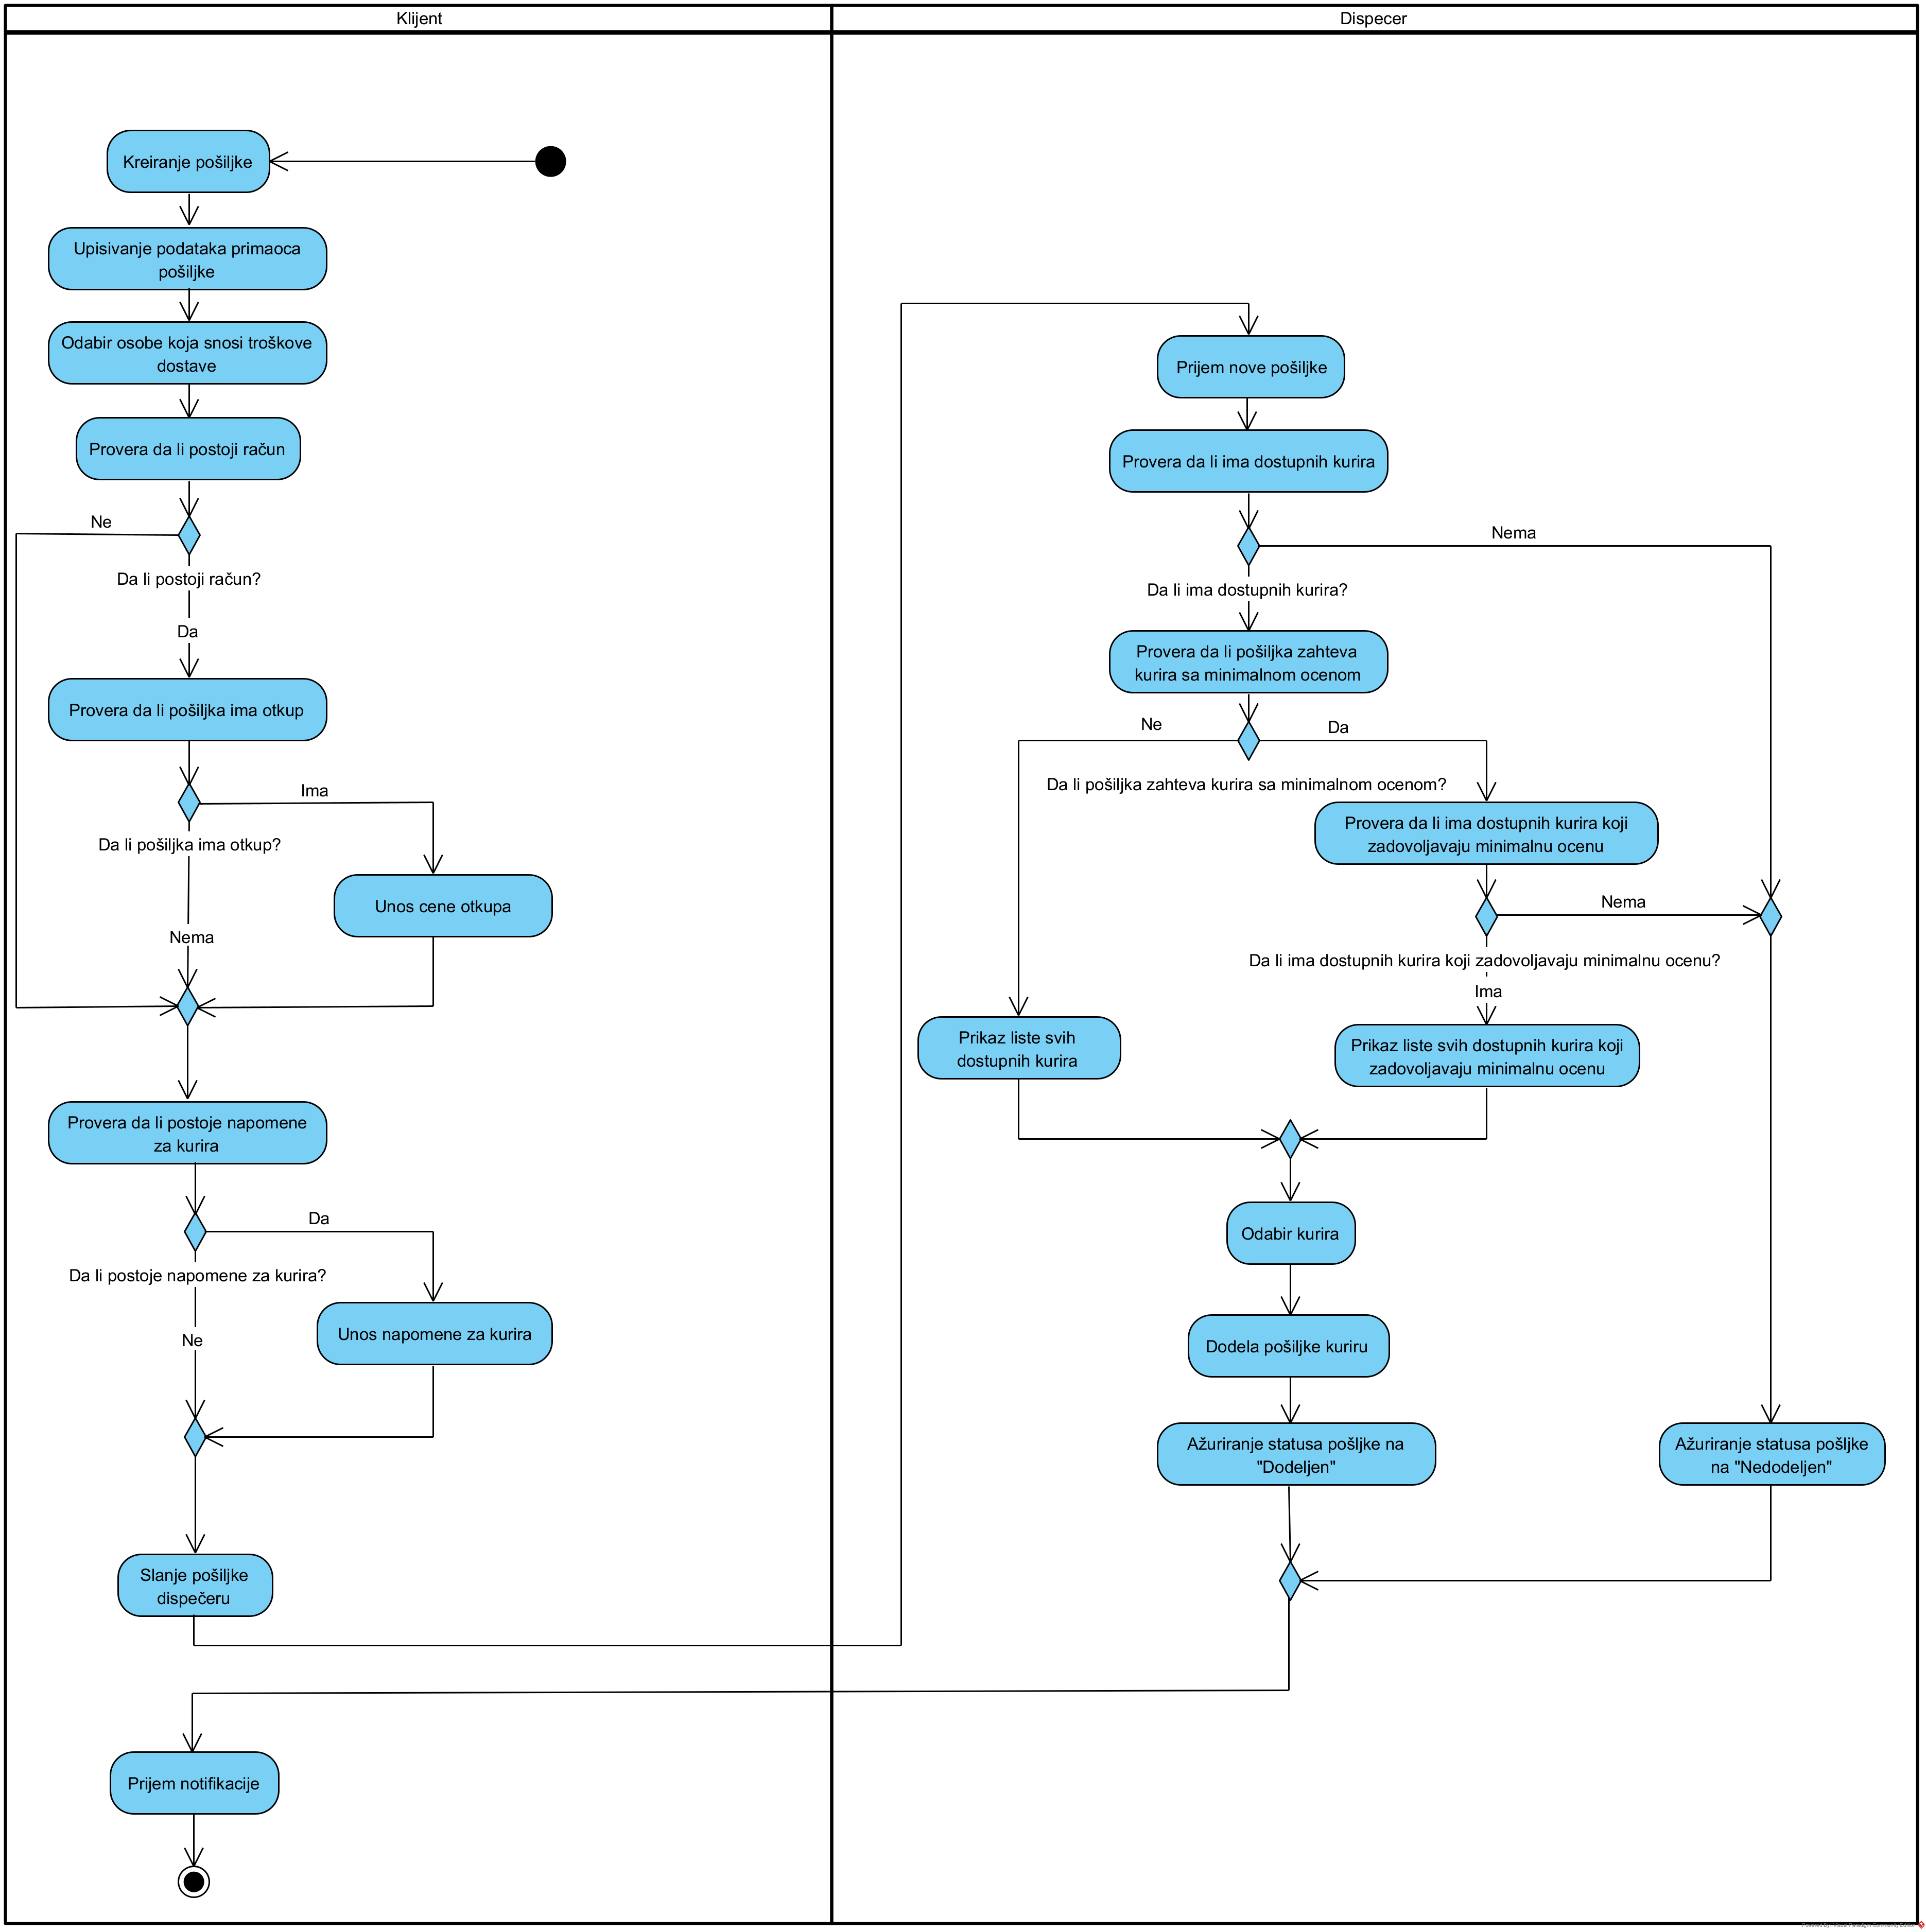 Klijent
Dispecer
Kreiranje pošiljke
Upisivanje podataka primaoca
pošiljke
Odabir osobe koja snosi troškove
dostave
Provera da li postoji račun
Ne
Da li postoji račun?
Da
Provera da li pošiljka ima otkup
Ima
Da li pošiljka ima otkup?
Unos cene otkupa
Nema
Provera da li postoje napomene
za kurira
Da
Da li postoje napomene za kurira?
Unos napomene za kurira
Ne
Slanje pošiljke
dispečeru
Prijem notifikacije
Prijem nove pošiljke
Provera da li ima dostupnih kurira
Nema
Da li ima dostupnih kurira?
Provera da li pošiljka zahteva
kurira sa minimalnom ocenom
Ne
Da
Da li pošiljka zahteva kurira sa minimalnom ocenom?
Provera da li ima dostupnih kurira koji
zadovoljavaju minimalnu ocenu
Nema
Da li ima dostupnih kurira koji zadovoljavaju minimalnu ocenu?
Ima
Prikaz liste svih
dostupnih kurira
Prikaz liste svih dostupnih kurira koji
zadovoljavaju minimalnu ocenu
Odabir kurira
Dodela pošiljke kuriru
Ažuriranje statusa pošljke na
"Dodeljen"
Ažuriranje statusa pošljke
na "Nedodeljen"